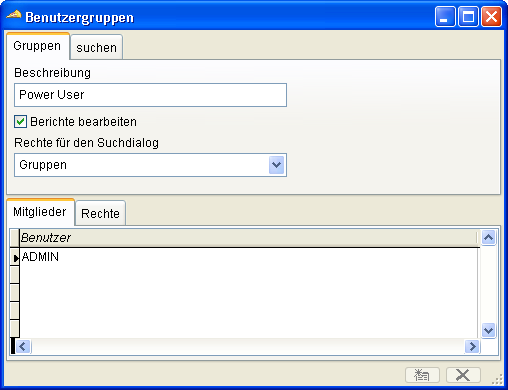 Benutzergruppen
Gruppen suchen
Beschreibung
Power User
Berichte bearbeiten
Rechte für den Suchdialog
Gruppen
Mitglieder Rechte
Benutzer
ADMIN